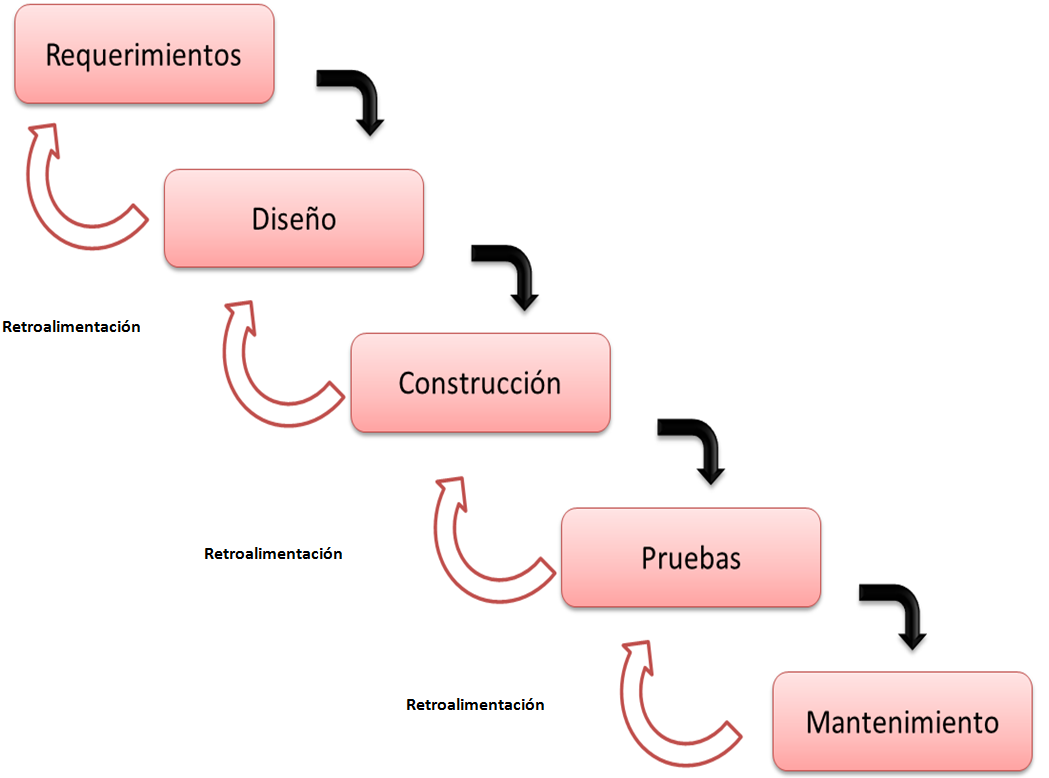 Requerimientos
Diseño
Retroalimentación
Construcción
Retroalimentación
Pruebas
Retroalimentación
Mantenimiento